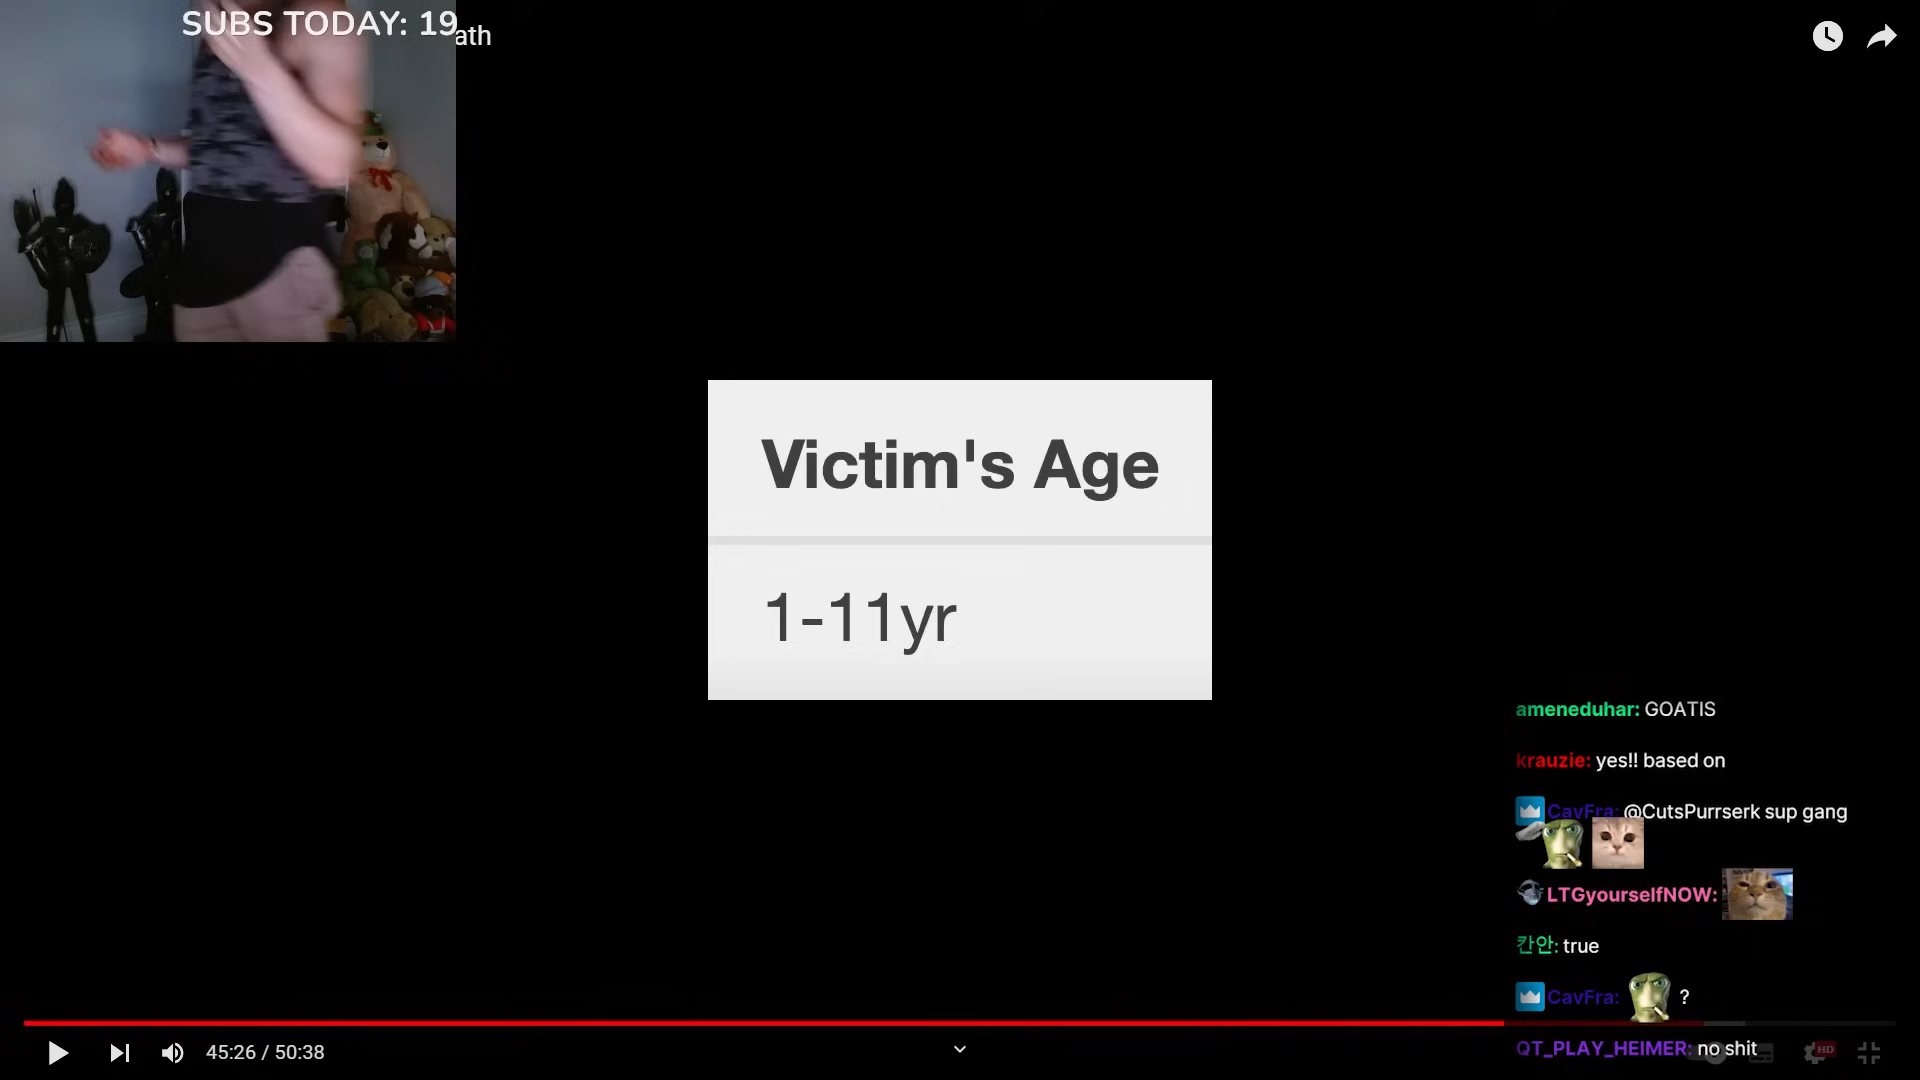 SUBS TODAY: 19
ath
Victim's Age
1-11yr
ameneduhar: GOATIS
krauzie: yes!! based on
CavFra: @CutsPurrserk sup gang
LTGyourselfNOW:
칸안: true
CavFra: ?
QT_PLAY_HEIMER: no shit
45:26 / 50:38
HD